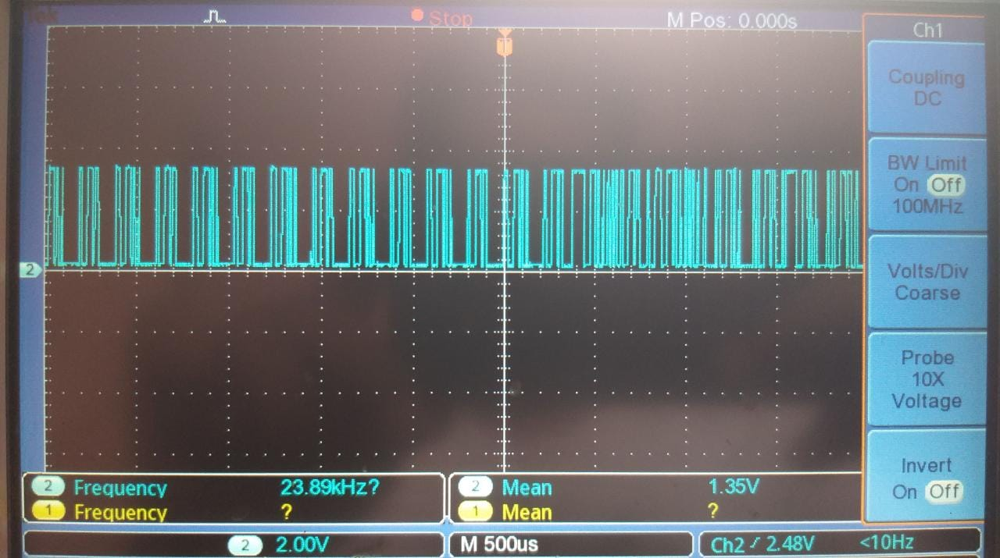 Tek
Stop
M Pos: 0.000s
Ch1
Coupling
DC
BW Limit
On Off
100MHz
Volts/Div
Coarse
Probe
10X
Voltage
Invert
On Off
2
2 Frequency 23.89kHz?
1 Frequency ?
2 Mean 1.35V
1 Mean ?
2 2.00V
M 500us
Ch2 2.48V <10Hz